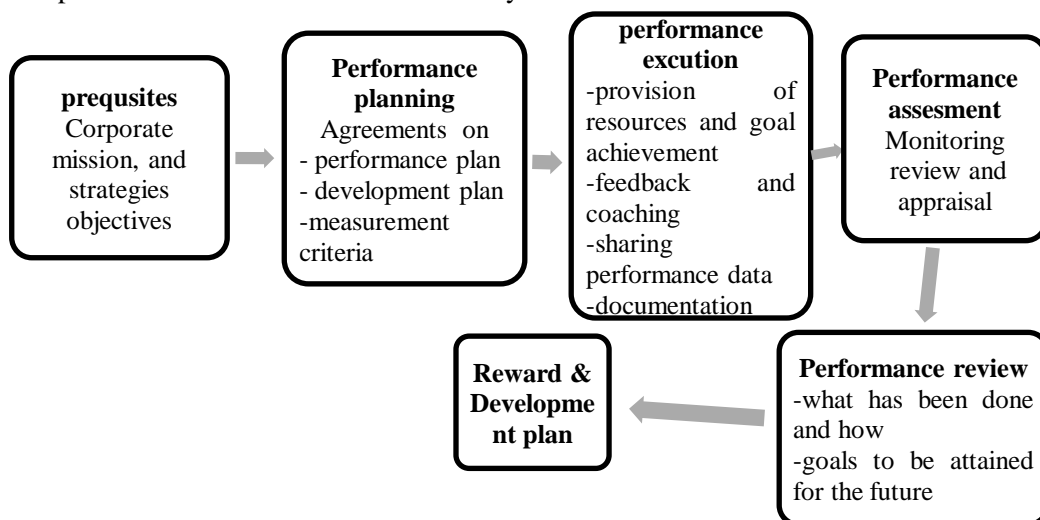 prequsites
Corporate
mission, and
strategies
objectives
Performance
planning
Agreements on
- performance plan
- development plan
-measurement
criteria
performance
excution
-provision of
resources and goal
achievement
-feedback and
coaching
-sharing
performance data
-documentation
Performance
assesment
Monitoring
review and
appraisal
Performance review
-what has been done
and how
-goals to be attained
for the future
Reward &
Developme
nt plan